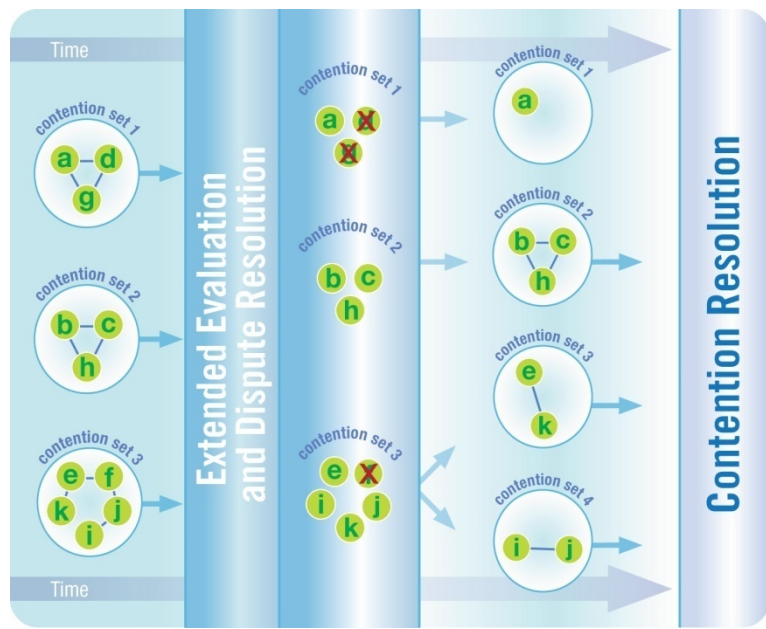 Time
contention set 1
a d
g
contention set 2
b c
h
contention set 3
e f
k j
i
Time
Extended Evaluation
and Dispute Resolution
contention set 1
a
contention set 2
b c
h
contention set 3
e
i j
k
contention set 1
a
contention set 2
b c
h
contention set 3
e
k
contention set 4
i j
Contention Resolution